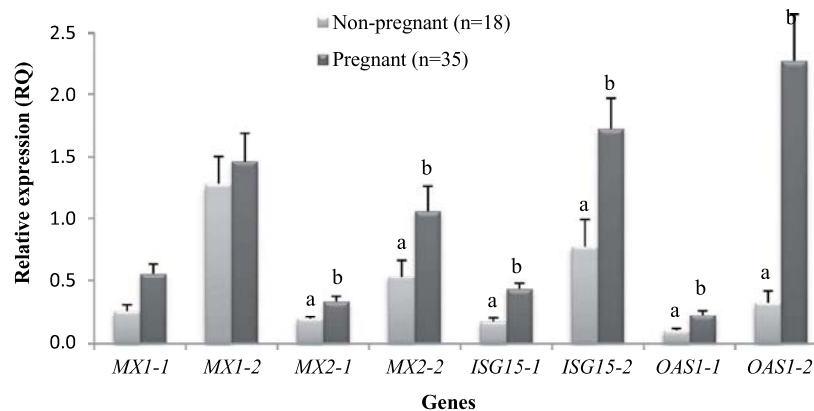 Non-pregnant (n=18)
Pregnant (n=35)
Relative expression (RQ)
2.5
2.0
1.5
1.0
0.5
0.0
a b a b a b a b a b a b
MX1-1 MX1-2 MX2-1 MX2-2 ISG15-1 ISG15-2 OAS1-1 OAS1-2
Genes